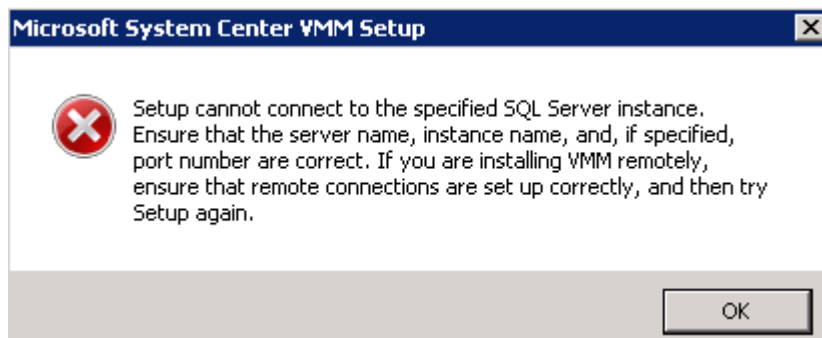 Microsoft System Center VMM Setup
Setup cannot connect to the specified SQL Server instance.
Ensure that the server name, instance name, and, if specified,
port number are correct. If you are installing VMM remotely,
ensure that remote connections are set up correctly, and then try
Setup again.
OK